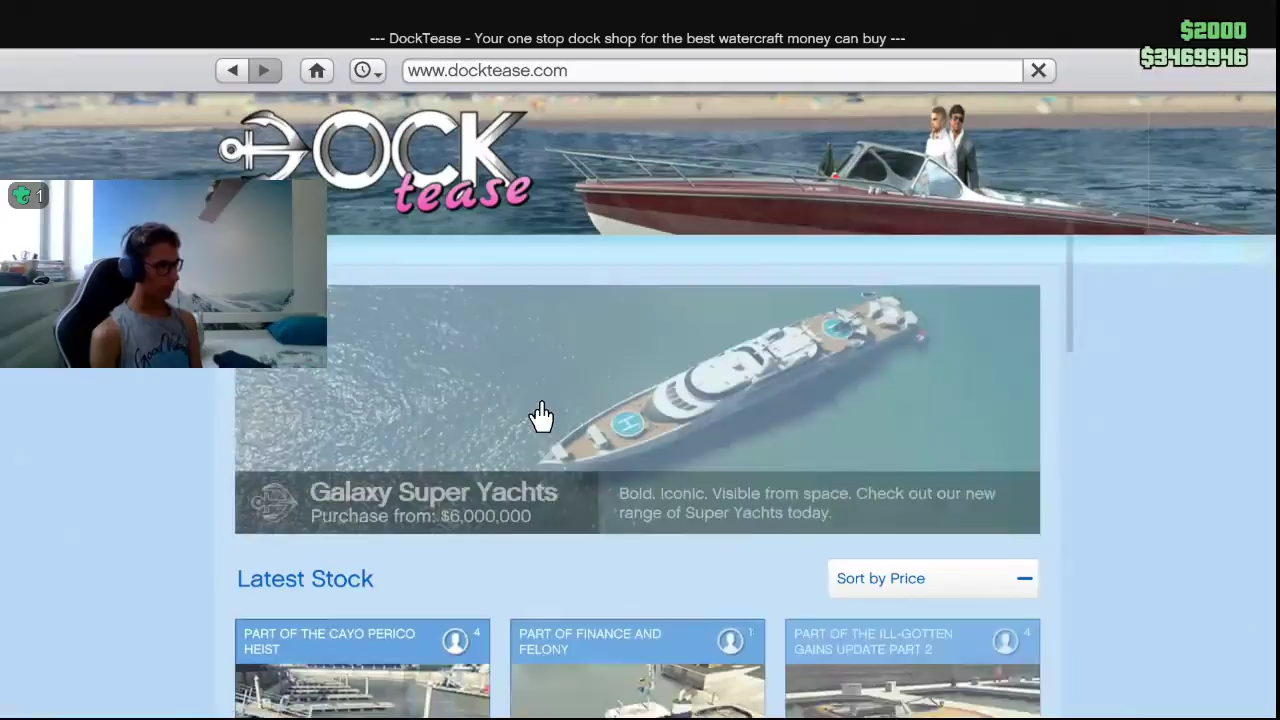 --- DockTease - Your one stop dock shop for the best watercraft money can buy ---
$2000
$3469946
www.docktease.com
DOCK
tease
1
Galaxy Super Yachts
Purchase from: $6,000,000
Bold. Iconic. Visible from space. Check out our new
range of Super Yachts today.
Latest Stock
Sort by Price
PART OF THE CAYO PERICO
HEIST
4
PART OF FINANCE AND
FELONY
1
PART OF THE ILL-GOTTEN
GAINS UPDATE PART 2
4